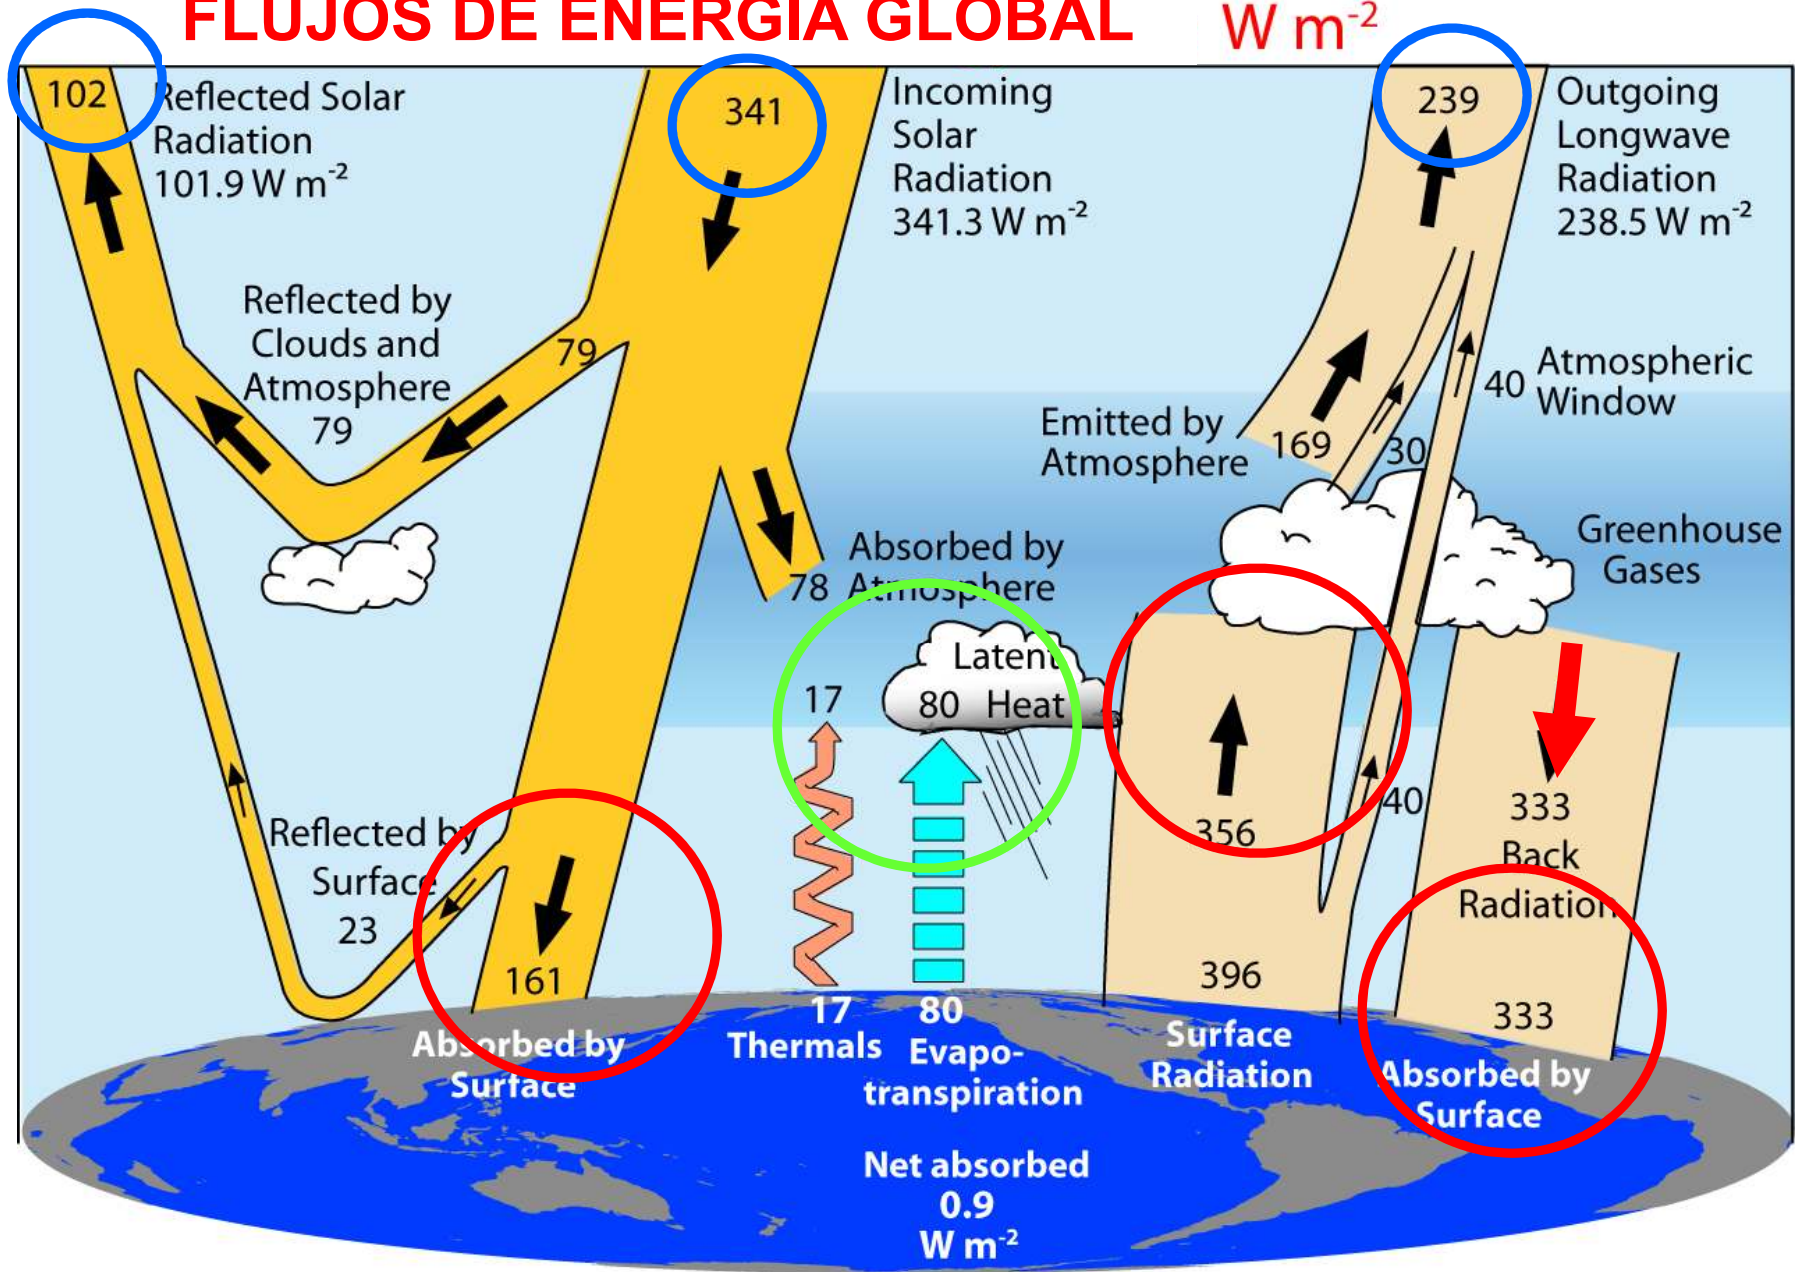 FLUJOS DE ENERGÍA GLOBAL
W m⁻²
102
Reflected Solar
Radiation
101.9 W m⁻²
341
Incoming
Solar
Radiation
341.3 W m⁻²
239
Outgoing
Longwave
Radiation
238.5 W m⁻²
Reflected by
Clouds and
Atmosphere
79
79
Emitted by
Atmosphere
169
30
40
Atmospheric
Window
Greenhouse
Gases
78
Absorbed by
Atmosphere
17
Latent
80 Heat
356
40
333
Back
Radiation
Reflected by
Surface
23
161
396
333
Absorbed by
Surface
17
Thermals
80
Evapo-
transpiration
Surface
Radiation
Absorbed by
Surface
Net absorbed
0.9
W m⁻²